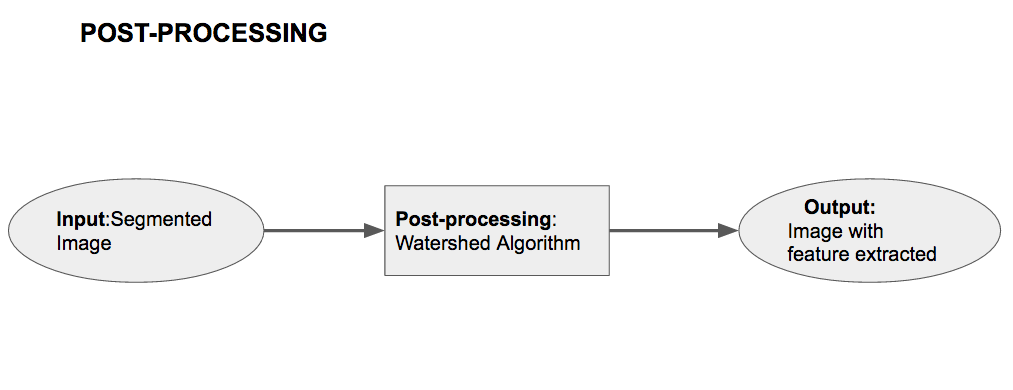 POST-PROCESSING
Input:Segmented
Image
Post-processing:
Watershed Algorithm
Output:
Image with
feature extracted